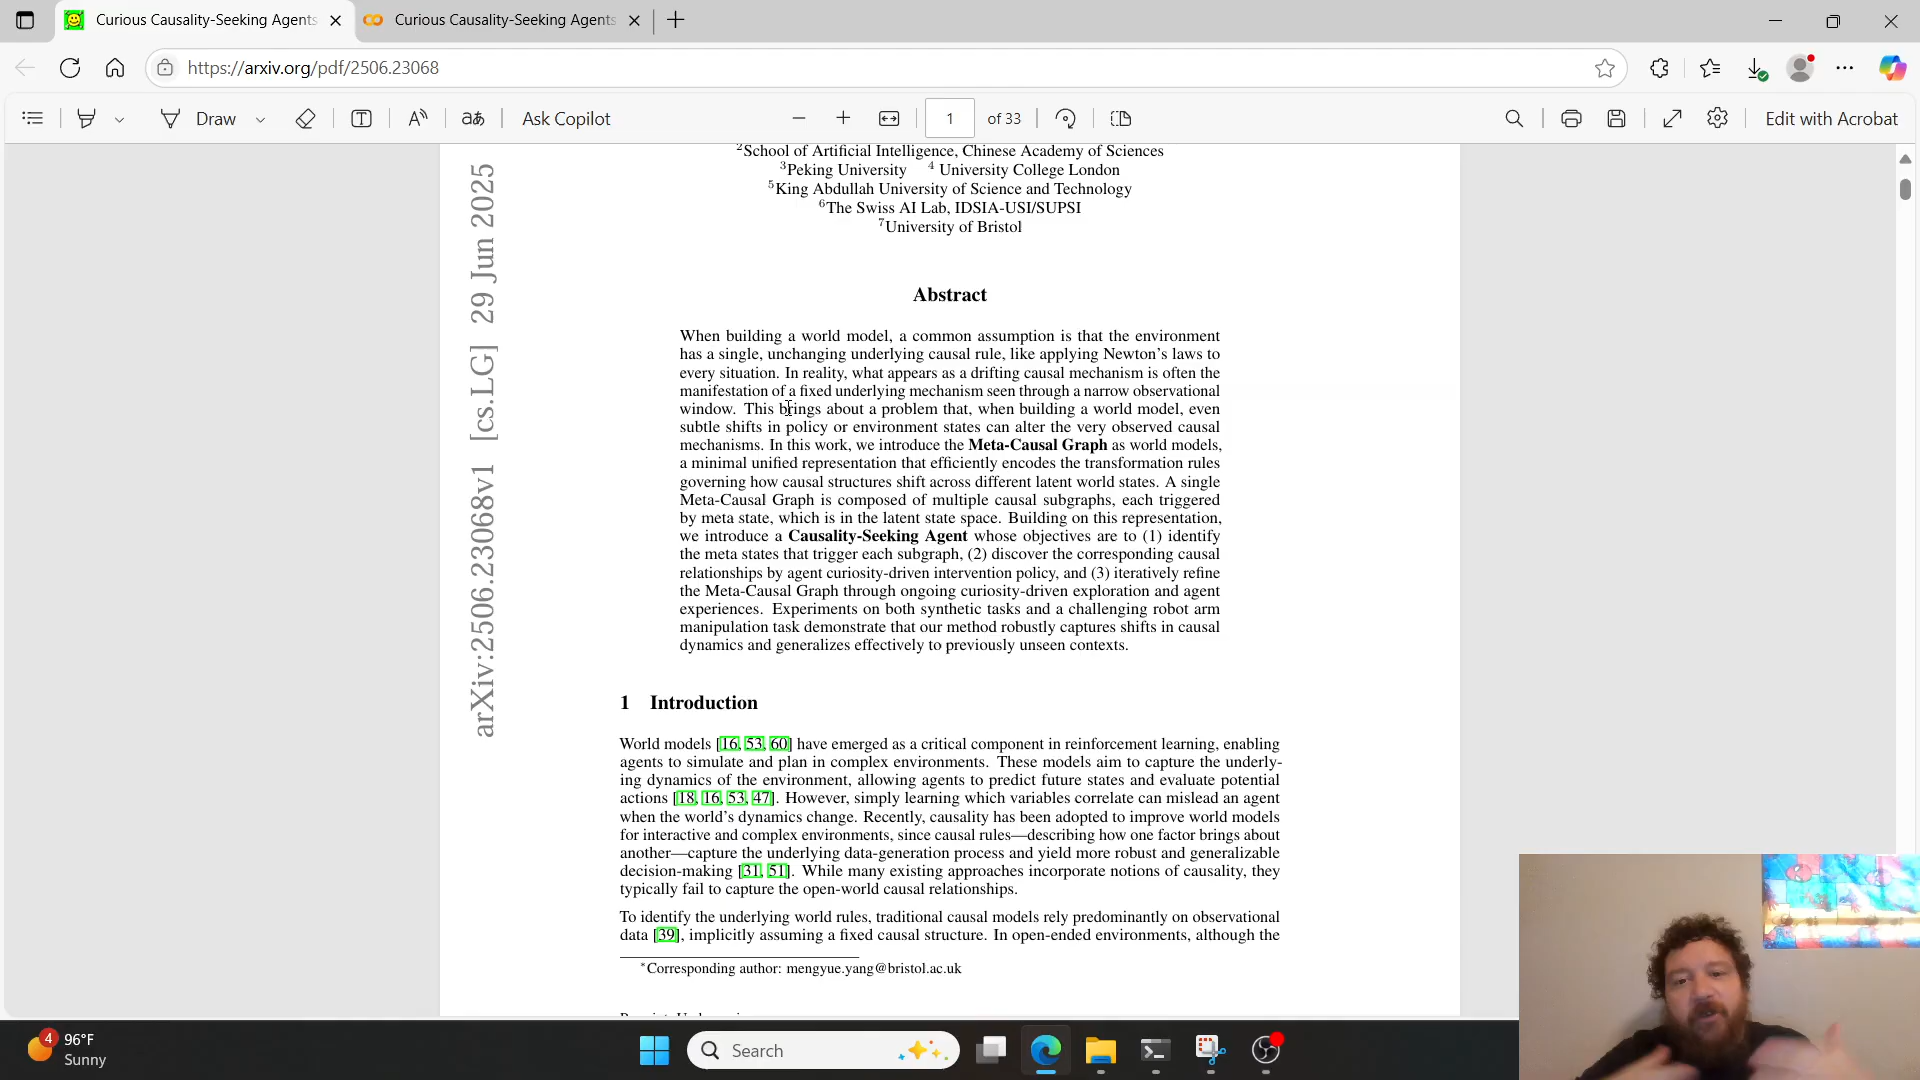 Curious Causality-Seeking Agents
Curious Causality-Seeking Agents
https://arxiv.org/pdf/2506.23068
Draw
aあ
Ask Copilot
1
of 33
Edit with Acrobat
2School of Artificial Intelligence, Chinese Academy of Sciences
3Peking University 4 University College London
5King Abdullah University of Science and Technology
6The Swiss AI Lab, IDSIA-USI/SUPSI
7University of Bristol
arXiv:2506.23068v1 [cs.LG] 29 Jun 2025
Abstract
When building a world model, a common assumption is that the environment
has a single, unchanging underlying causal rule, like applying Newton's laws to
every situation. In reality, what appears as a drifting causal mechanism is often the
manifestation of a fixed underlying mechanism seen through a narrow observational
window. This brings about a problem that, when building a world model, even
subtle shifts in policy or environment states can alter the very observed causal
mechanisms. In this work, we introduce the Meta-Causal Graph as world models,
a minimal unified representation that efficiently encodes the transformation rules
governing how causal structures shift across different latent world states. A single
Meta-Causal Graph is composed of multiple causal subgraphs, each triggered
by meta state, which is in the latent state space. Building on this representation,
we introduce a Causality-Seeking Agent whose objectives are to (1) identify
the meta states that trigger each subgraph, (2) discover the corresponding causal
relationships by agent curiosity-driven intervention policy, and (3) iteratively refine
the Meta-Causal Graph through ongoing curiosity-driven exploration and agent
experiences. Experiments on both synthetic tasks and a challenging robot arm
manipulation task demonstrate that our method robustly captures shifts in causal
dynamics and generalizes effectively to previously unseen contexts.
1 Introduction
World models [16, 53, 60] have emerged as a critical component in reinforcement learning, enabling
agents to simulate and plan in complex environments. These models aim to capture the underly-
ing dynamics of the environment, allowing agents to predict future states and evaluate potential
actions [18, 16, 53, 47]. However, simply learning which variables correlate can mislead an agent
when the world's dynamics change. Recently, causality has been adopted to improve world models
for interactive and complex environments, since causal rules—describing how one factor brings about
another—capture the underlying data-generation process and yield more robust and generalizable
decision-making [31, 51]. While many existing approaches incorporate notions of causality, they
typically fail to capture the open-world causal relationships.
To identify the underlying world rules, traditional causal models rely predominantly on observational
data [39], implicitly assuming a fixed causal structure. In open-ended environments, although the
*Corresponding author: mengyue.yang@bristol.ac.uk
4
96°F
Sunny
Search